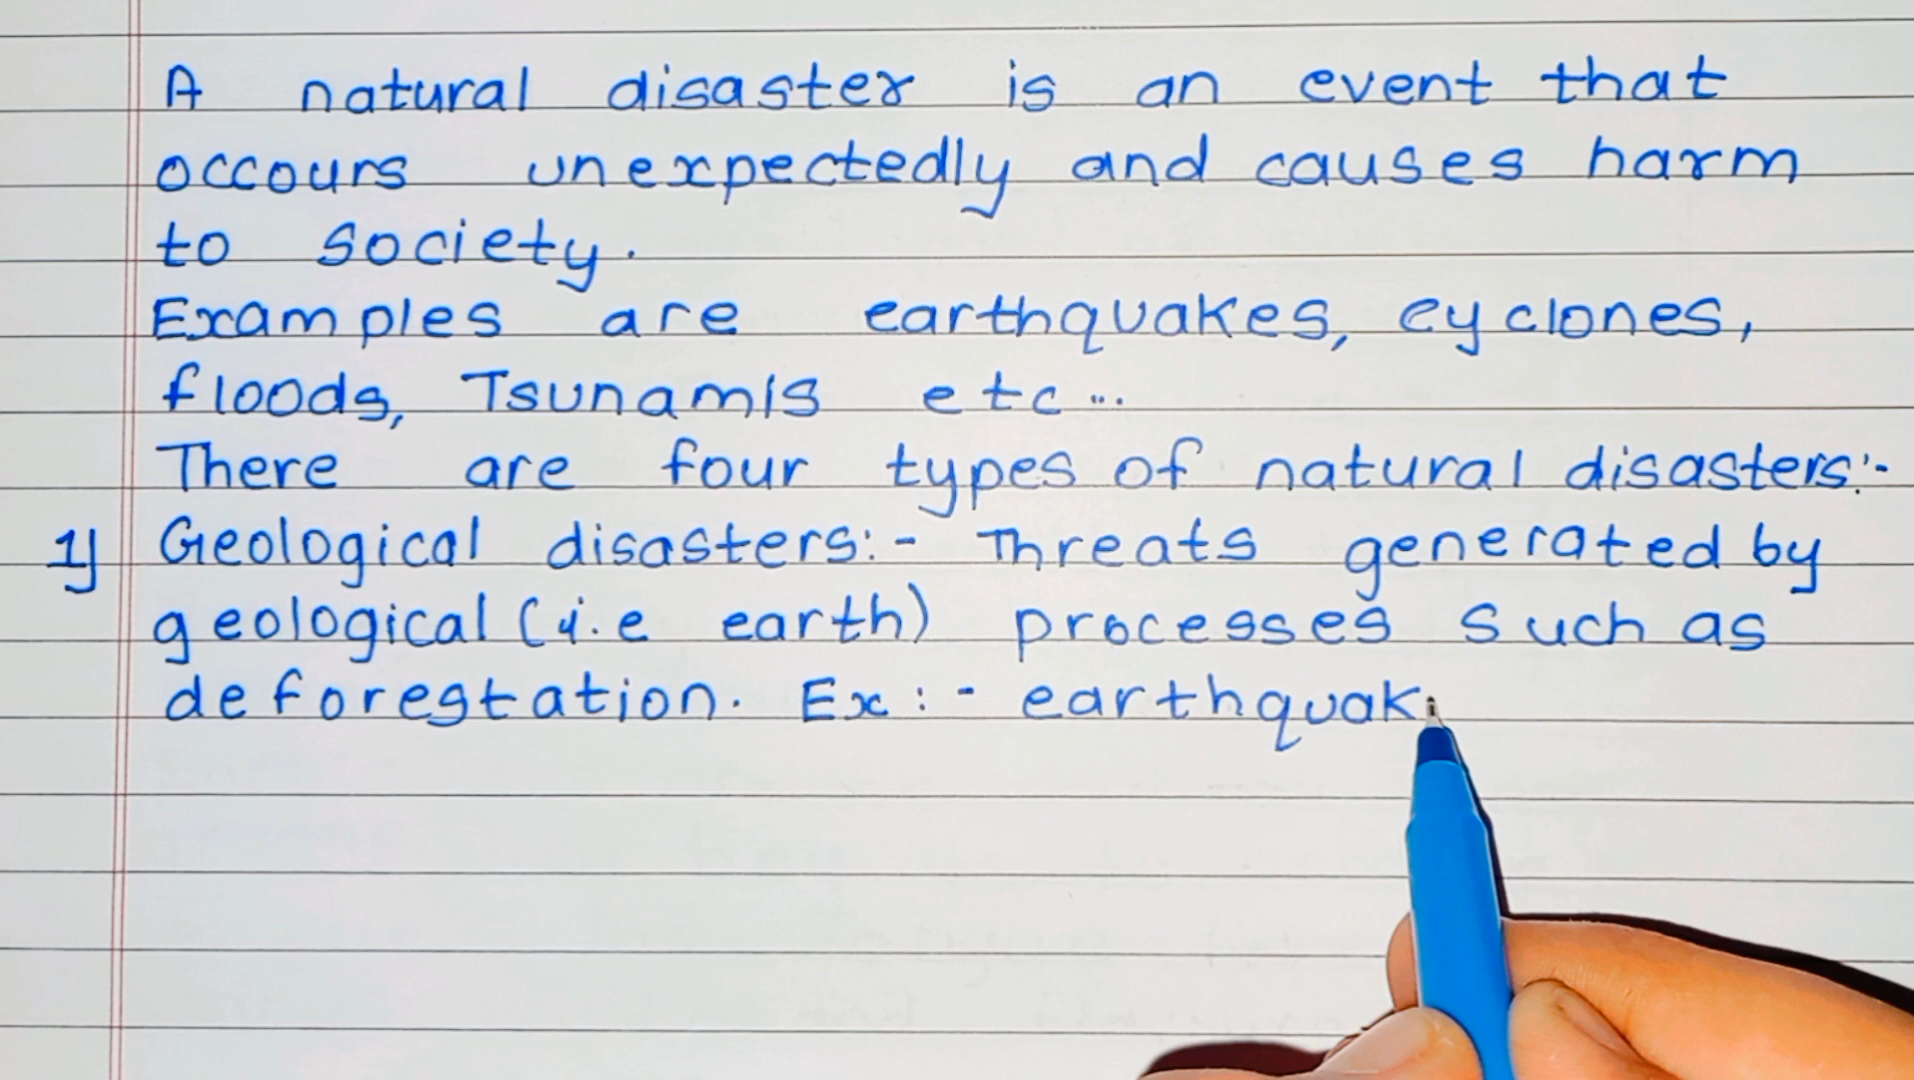 A natural disaster is an event that
occours unexpectedly and causes harm
to society.
Examples are earthquakes, cyclones,
floods, Tsunamis etc...
There are four types of natural disasters:-
1) Geological disasters:- Threats generated by
geological (i.e earth) processes such as
deforestation. Ex:- earthquak